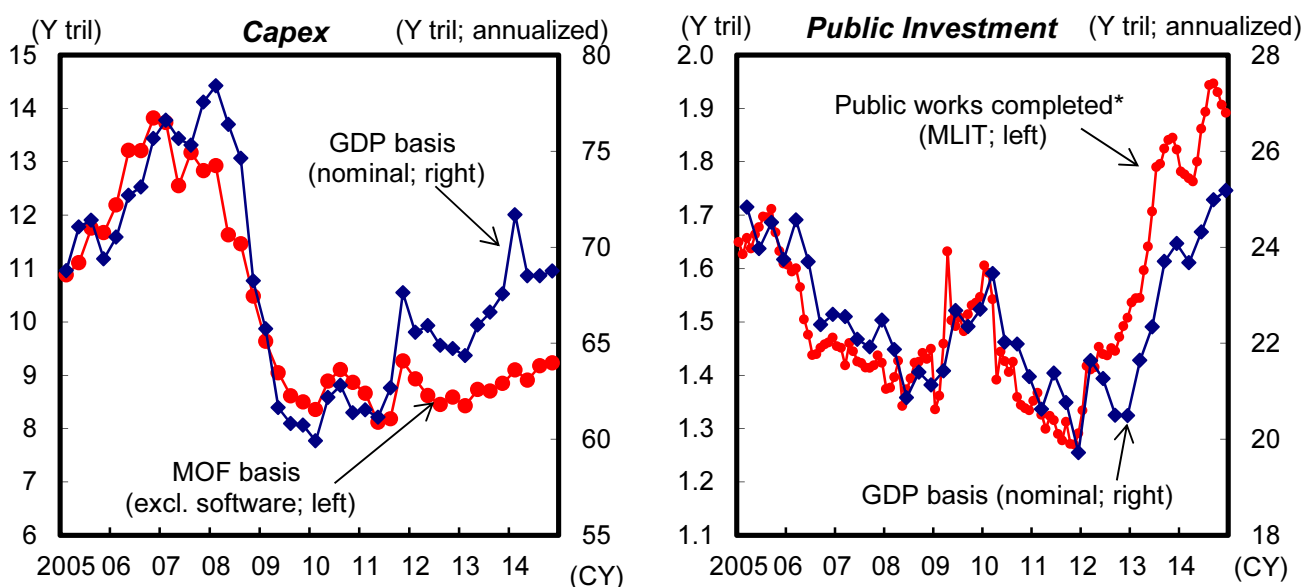 (Y tril) Capex (Y tril; annualized)
15
14
13
12
11
10
9
8
7
6
80
75
70
65
60
55
GDP basis
(nominal; right)
MOF basis
(excl. software; left)
2005 06 07 08 09 10 11 12 13 14
(CY)
(Y tril) Public Investment (Y tril; annualized)
2.0
1.9
1.8
1.7
1.6
1.5
1.4
1.3
1.2
1.1
28
26
24
22
20
18
Public works completed*
(MLIT; left)
GDP basis (nominal; right)
2005 06 07 08 09 10 11 12 13 14
(CY)